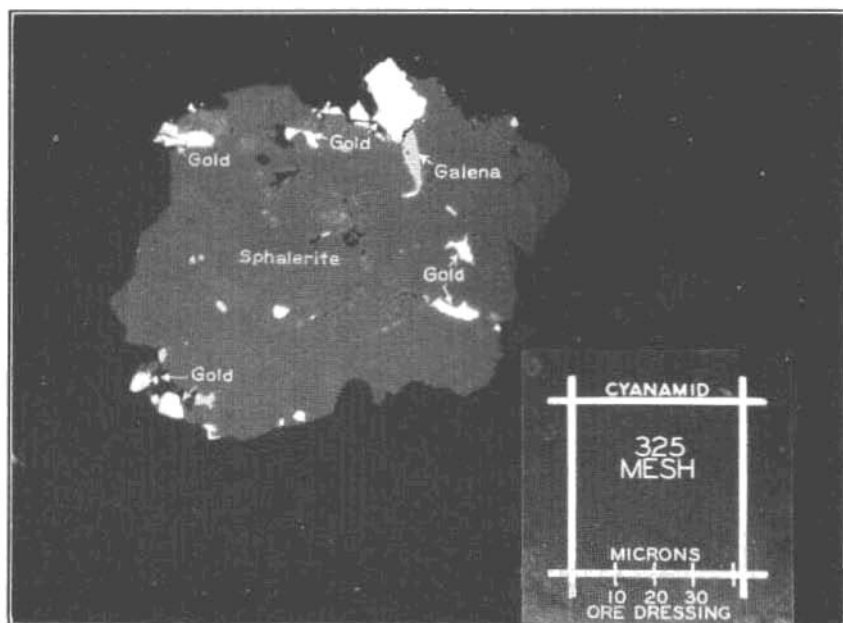 Gold
Gold
Galena
Sphalerite
Gold
Gold
CYANAMID
325
MESH
MICRONS
10 20 30
ORE DRESSING